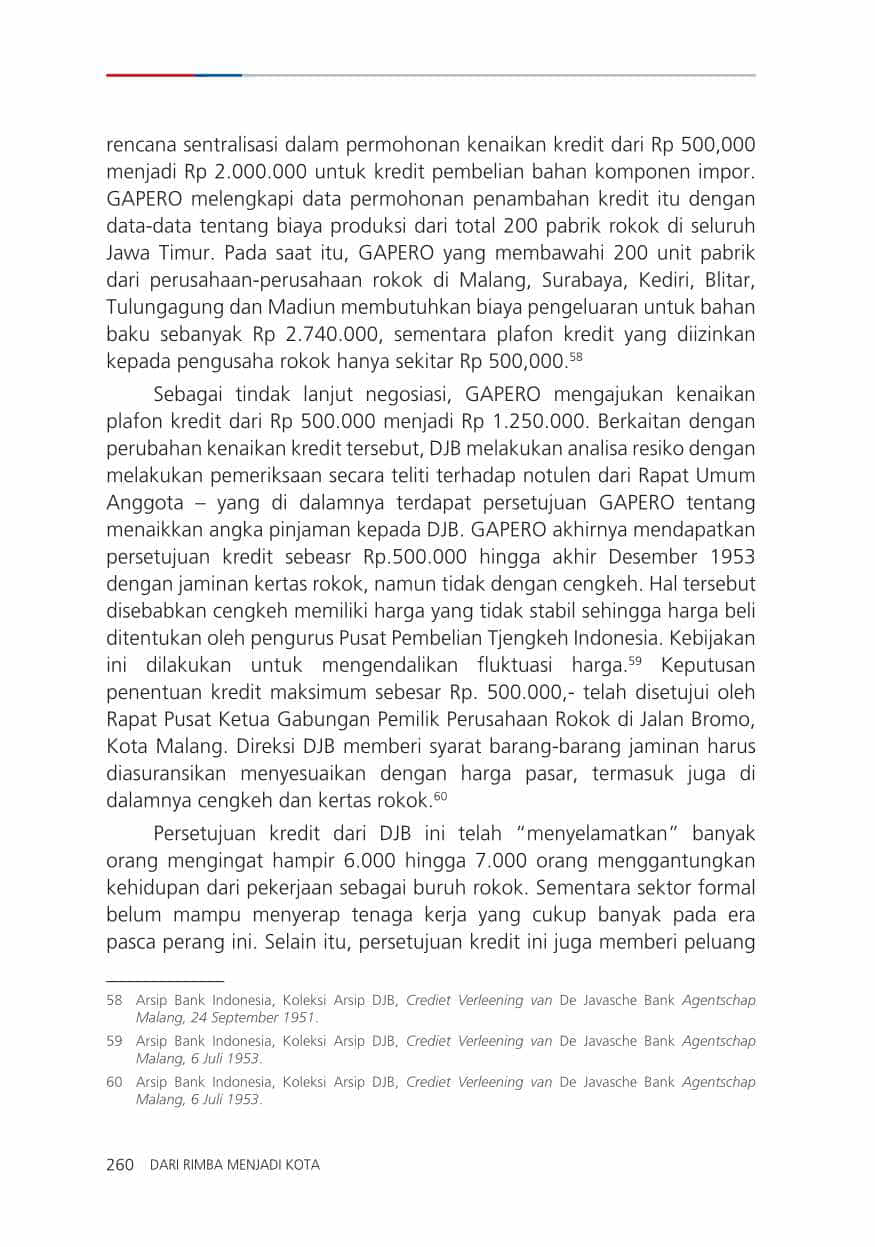 rencana sentralisasi dalam permohonan kenaikan kredit dari Rp 500,000
menjadi Rp 2.000.000 untuk kredit pembelian bahan komponen impor.
GAPERO melengkapi data permohonan penambahan kredit itu dengan
data-data tentang biaya produksi dari total 200 pabrik rokok di seluruh
Jawa Timur. Pada saat itu, GAPERO yang membawahi 200 unit pabrik
dari perusahaan-perusahaan rokok di Malang, Surabaya, Kediri, Blitar,
Tulungagung dan Madiun membutuhkan biaya pengeluaran untuk bahan
baku sebanyak Rp 2.740.000, sementara plafon kredit yang diizinkan
kepada pengusaha rokok hanya sekitar Rp 500,000.58
Sebagai tindak lanjut negosiasi, GAPERO mengajukan kenaikan
plafon kredit dari Rp 500.000 menjadi Rp 1.250.000. Berkaitan dengan
perubahan kenaikan kredit tersebut, DJB melakukan analisa resiko dengan
melakukan pemeriksaan secara teliti terhadap notulen dari Rapat Umum
Anggota – yang di dalamnya terdapat persetujuan GAPERO tentang
menaikkan angka pinjaman kepada DJB. GAPERO akhirnya mendapatkan
persetujuan kredit sebeasr Rp.500.000 hingga akhir Desember 1953
dengan jaminan kertas rokok, namun tidak dengan cengkeh. Hal tersebut
disebabkan cengkeh memiliki harga yang tidak stabil sehingga harga beli
ditentukan oleh pengurus Pusat Pembelian Tjengkeh Indonesia. Kebijakan
ini dilakukan untuk mengendalikan fluktuasi harga.59 Keputusan
penentuan kredit maksimum sebesar Rp. 500.000,- telah disetujui oleh
Rapat Pusat Ketua Gabungan Pemilik Perusahaan Rokok di Jalan Bromo,
Kota Malang. Direksi DJB memberi syarat barang-barang jaminan harus
diasuransikan menyesuaikan dengan harga pasar, termasuk juga di
dalamnya cengkeh dan kertas rokok.60
Persetujuan kredit dari DJB ini telah “menyelamatkan” banyak
orang mengingat hampir 6.000 hingga 7.000 orang menggantungkan
kehidupan dari pekerjaan sebagai buruh rokok. Sementara sektor formal
belum mampu menyerap tenaga kerja yang cukup banyak pada era
pasca perang ini. Selain itu, persetujuan kredit ini juga memberi peluang
58 Arsip Bank Indonesia, Koleksi Arsip DJB, Crediet Verleening van De Javasche Bank Agentschap
Malang, 24 September 1951.
59 Arsip Bank Indonesia, Koleksi Arsip DJB, Crediet Verleening van De Javasche Bank Agentschap
Malang, 6 Juli 1953.
60 Arsip Bank Indonesia, Koleksi Arsip DJB, Crediet Verleening van De Javasche Bank Agentschap
Malang, 6 Juli 1953.
260 DARI RIMBA MENJADI KOTA